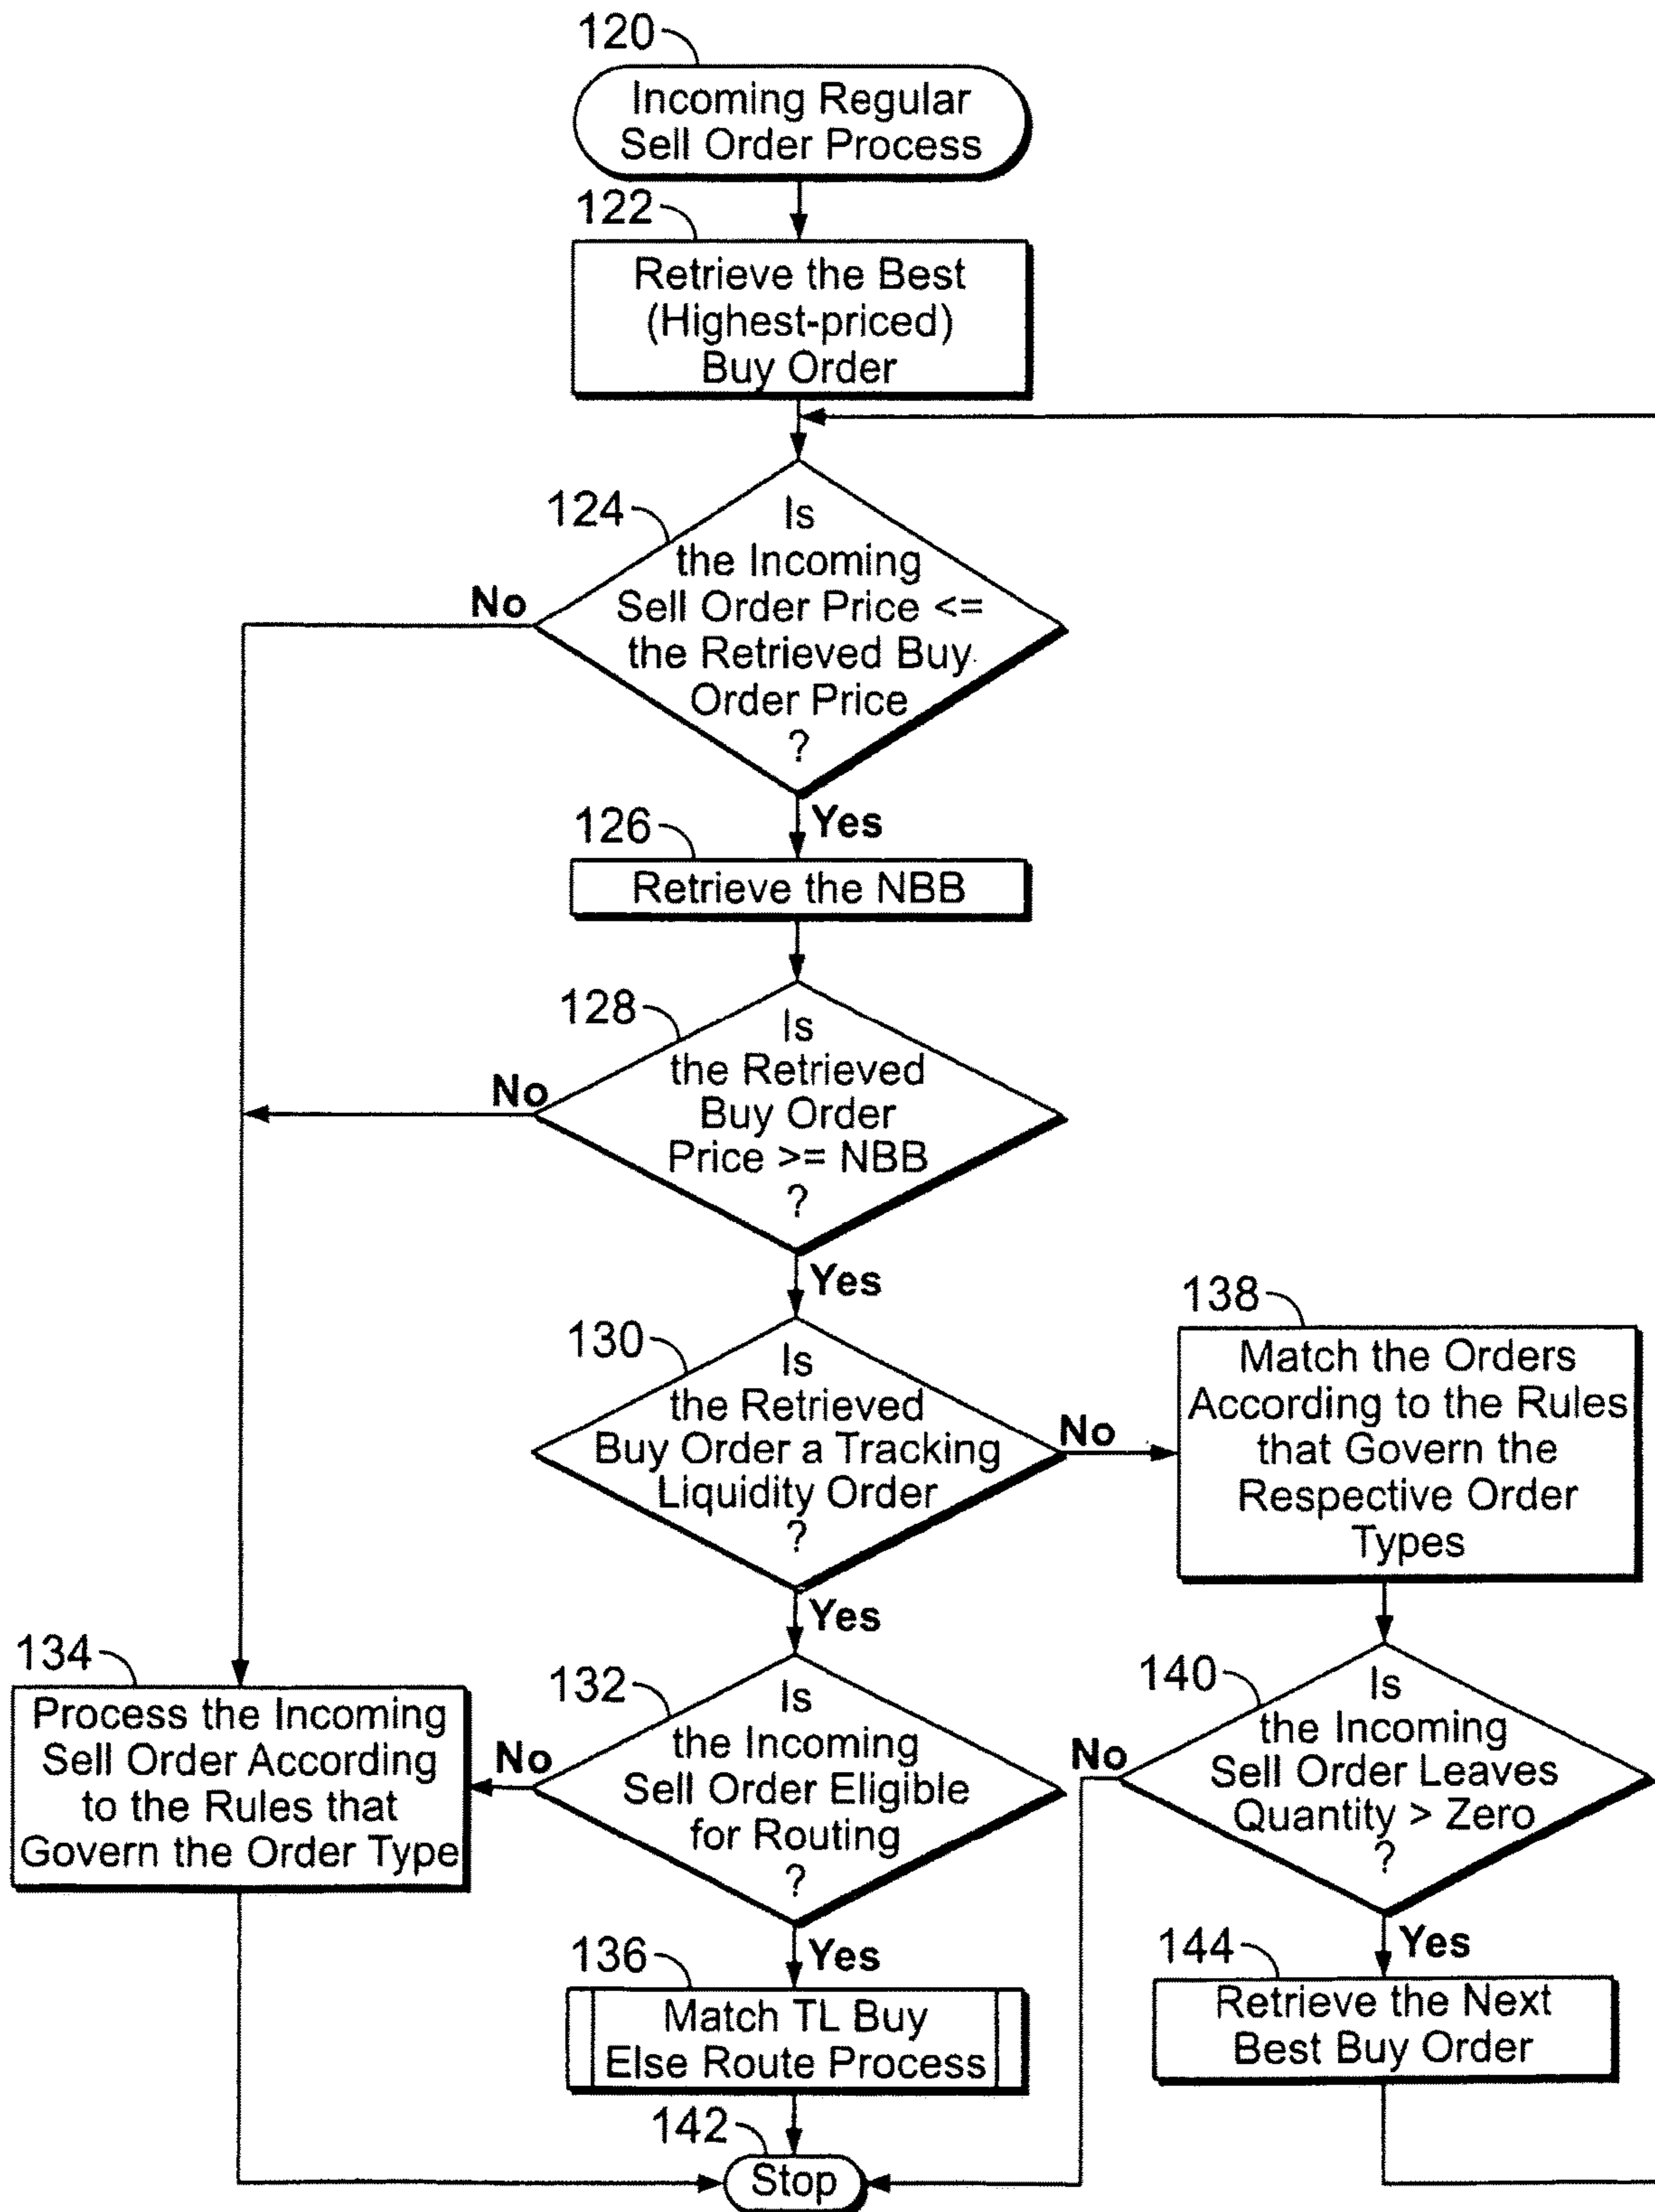 120
Incoming Regular
Sell Order Process
122
Retrieve the Best
(Highest-priced)
Buy Order
124
Is
the Incoming
Sell Order Price <=
the Retrieved Buy
Order Price
?
No
Yes
126
Retrieve the NBB
128
Is
the Retrieved
Buy Order
Price >= NBB
?
No
Yes
130
Is
the Retrieved
Buy Order a Tracking
Liquidity Order
?
No
Yes
138
Match the Orders
According to the Rules
that Govern the
Respective Order
Types
134
Process the Incoming
Sell Order According
to the Rules that
Govern the Order Type
132
Is
the Incoming
Sell Order Eligible
for Routing
?
No
Yes
140
Is
the Incoming
Sell Order Leaves
Quantity > Zero
?
No
Yes
136
Match TL Buy
Else Route Process
144
Retrieve the Next
Best Buy Order
142
Stop